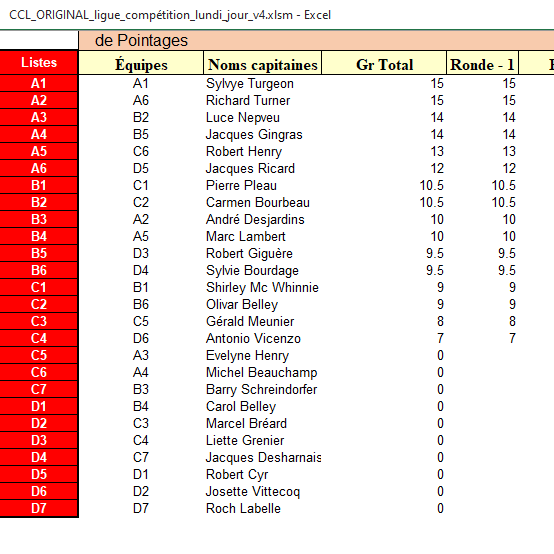 CCL_ORIGINAL_ligue_compétition_lundi_jour_v4.xlsm - Excel
de Pointages
Listes Équipes Noms capitaines Gr Total Ronde - 1
A1 A1 Sylvye Turgeon 15 15
A2 A6 Richard Turner 15 15
A3 B2 Luce Nepveu 14 14
A4 B5 Jacques Gingras 14 14
A5 C6 Robert Henry 13 13
A6 D5 Jacques Ricard 12 12
B1 C1 Pierre Pleau 10.5 10.5
B2 C2 Carmen Bourbeau 10.5 10.5
B3 A2 André Desjardins 10 10
B4 A5 Marc Lambert 10 10
B5 D3 Robert Giguère 9.5 9.5
B6 D4 Sylvie Bourdage 9.5 9.5
C1 B1 Shirley Mc Whinnie 9 9
C2 B6 Olivar Belley 9 9
C3 C5 Gérald Meunier 8 8
C4 D6 Antonio Vicenzo 7 7
C5 A3 Evelyne Henry 0
C6 A4 Michel Beauchamp 0
C7 B3 Barry Schreindorfer 0
D1 B4 Carol Belley 0
D2 C3 Marcel Bréard 0
D3 C4 Liette Grenier 0
D4 C7 Jacques Desharnais 0
D5 D1 Robert Cyr 0
D6 D2 Josette Vittecoq 0
D7 D7 Roch Labelle 0